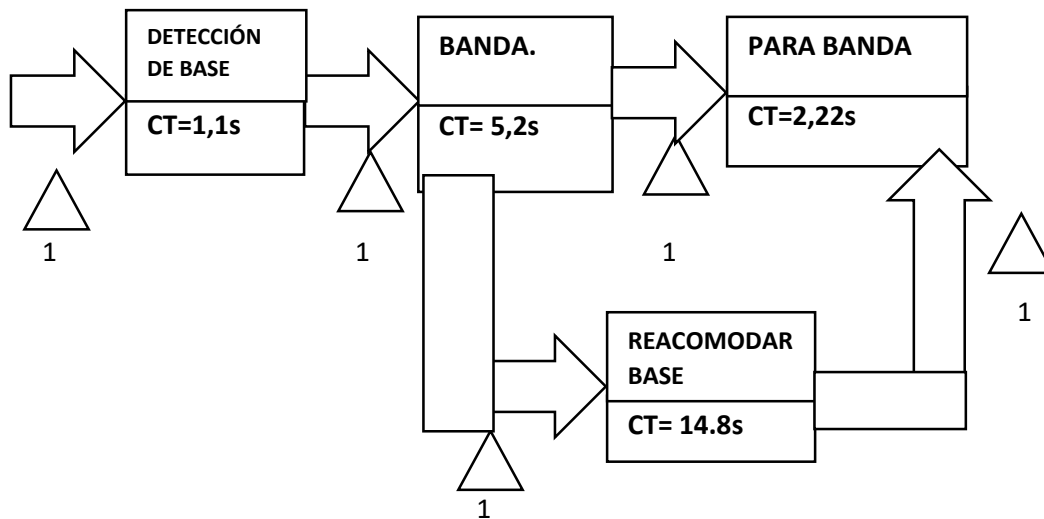 DETECCIÓN
DE BASE
CT=1,1s
BANDA.
CT= 5,2s
PARA BANDA
CT=2,22s
1
1
1
1
REACOMODAR
BASE
CT= 14.8s
1